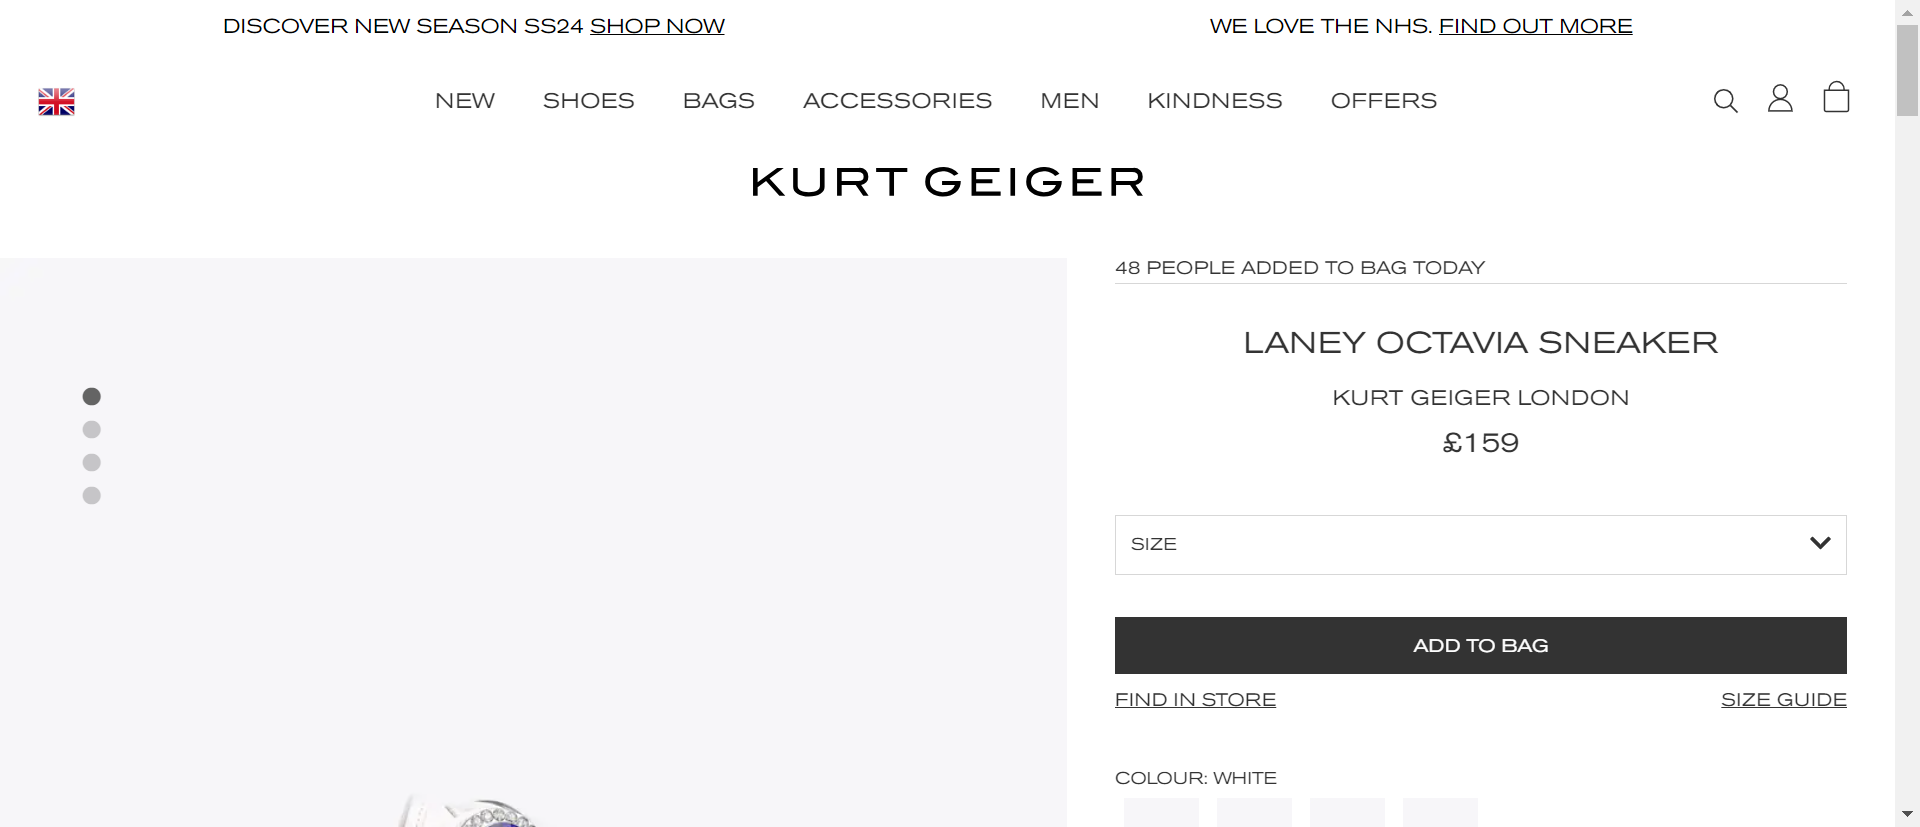 DISCOVER NEW SEASON SS24 SHOP NOW
WE LOVE THE NHS. FIND OUT MORE
NEW SHOES BAGS ACCESSORIES MEN KINDNESS OFFERS
KURT GEIGER
48 PEOPLE ADDED TO BAG TODAY
LANEY OCTAVIA SNEAKER
KURT GEIGER LONDON
£159
SIZE
ADD TO BAG
FIND IN STORE
SIZE GUIDE
COLOUR: WHITE